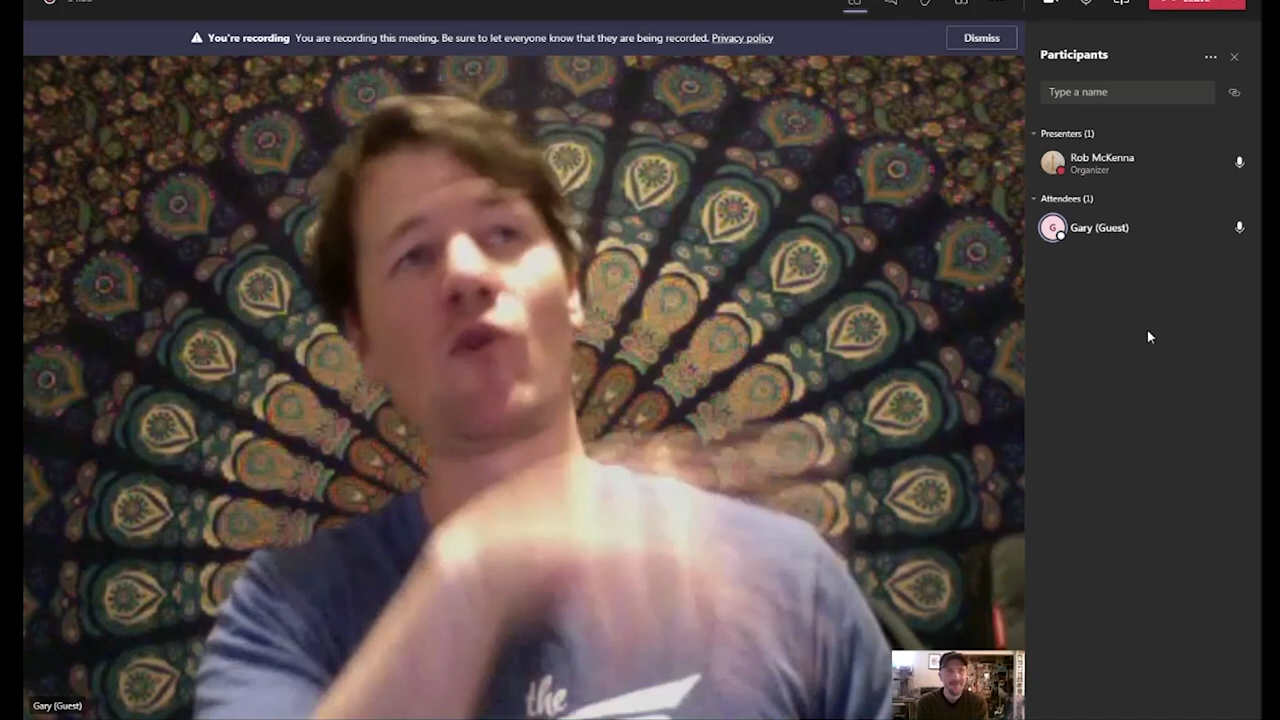 You're recording You are recording this meeting. Be sure to let everyone know that they are being recorded. Privacy policy
Dismiss
Participants
Type a name
Presenters (1)
Rob McKenna
Organizer
Attendees (1)
G
Gary (Guest)
the
Gary (Guest)